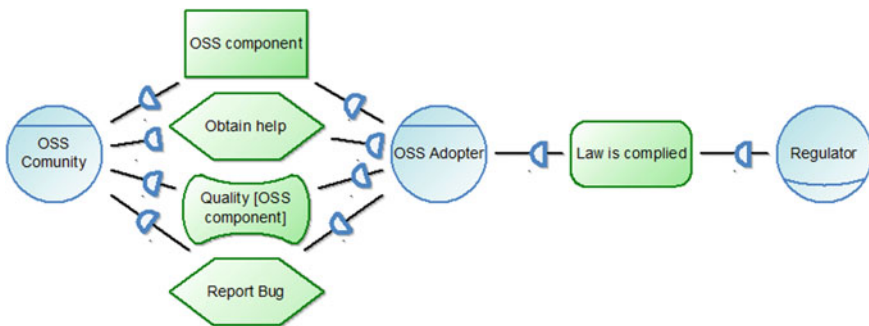 OSS component
Obtain help
OSS
Comunity
OSS Adopter
Law is complied
Regulator
Quality [OSS
component]
Report Bug